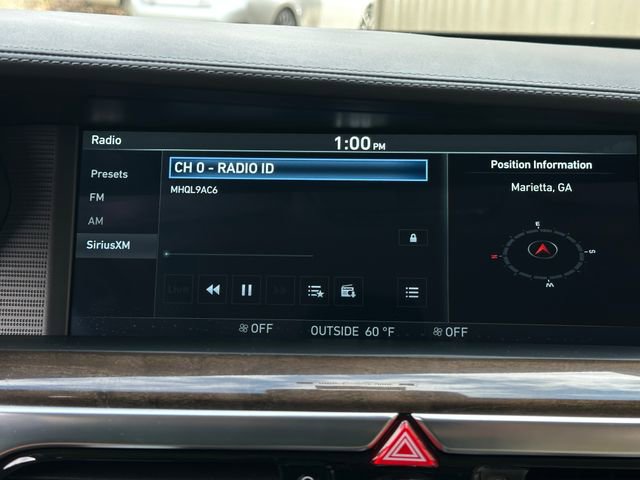 Radio
1:00 PM
Presets
FM
AM
SiriusXM
CH 0 - RADIO ID
MHQL9AC6
Live
OFF
OUTSIDE 60 °F
OFF
Position Information
Marietta, GA
E
N
S
W